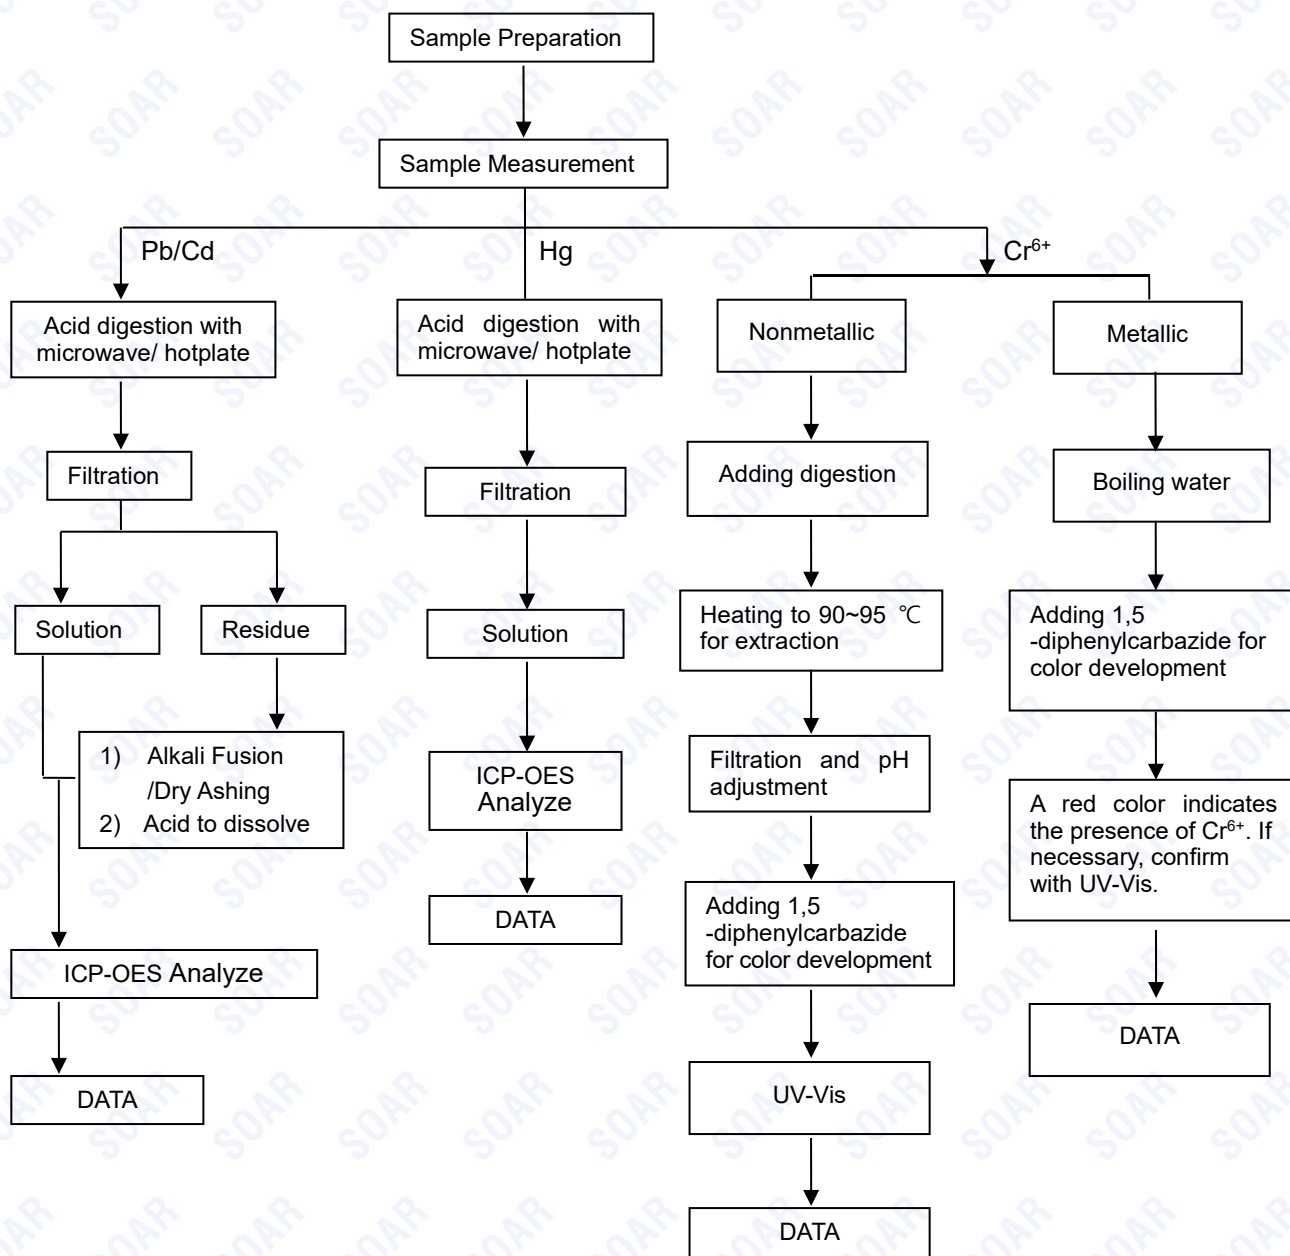 Sample Preparation
Sample Measurement
Pb/Cd
Hg
Cr⁶⁺
Acid digestion with
microwave/ hotplate
Filtration
Solution
Residue
1) Alkali Fusion
/Dry Ashing
2) Acid to dissolve
ICP-OES Analyze
DATA
Acid digestion with
microwave/ hotplate
Filtration
Solution
ICP-OES
Analyze
DATA
Nonmetallic
Adding digestion
Heating to 90~95 ℃
for extraction
Filtration and pH
adjustment
Adding 1,5
-diphenylcarbazide
for color development
UV-Vis
DATA
Metallic
Boiling water
Adding 1,5
-diphenylcarbazide for
color development
A red color indicates
the presence of Cr⁶⁺. If
necessary, confirm
with UV-Vis.
DATA
SOAR